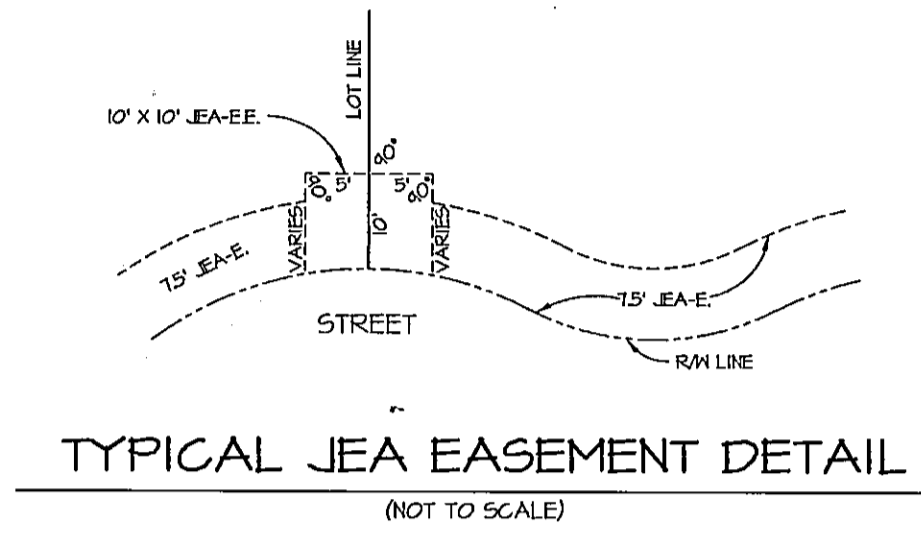 LOT LINE
10' X 10' JEA-E.E.
90°
5'
5'
90°
90°
10'
VARIES
VARIES
7.5' JEA-E.
7.5' JEA-E.
STREET
R/W LINE
TYPICAL JEA EASEMENT DETAIL
(NOT TO SCALE)